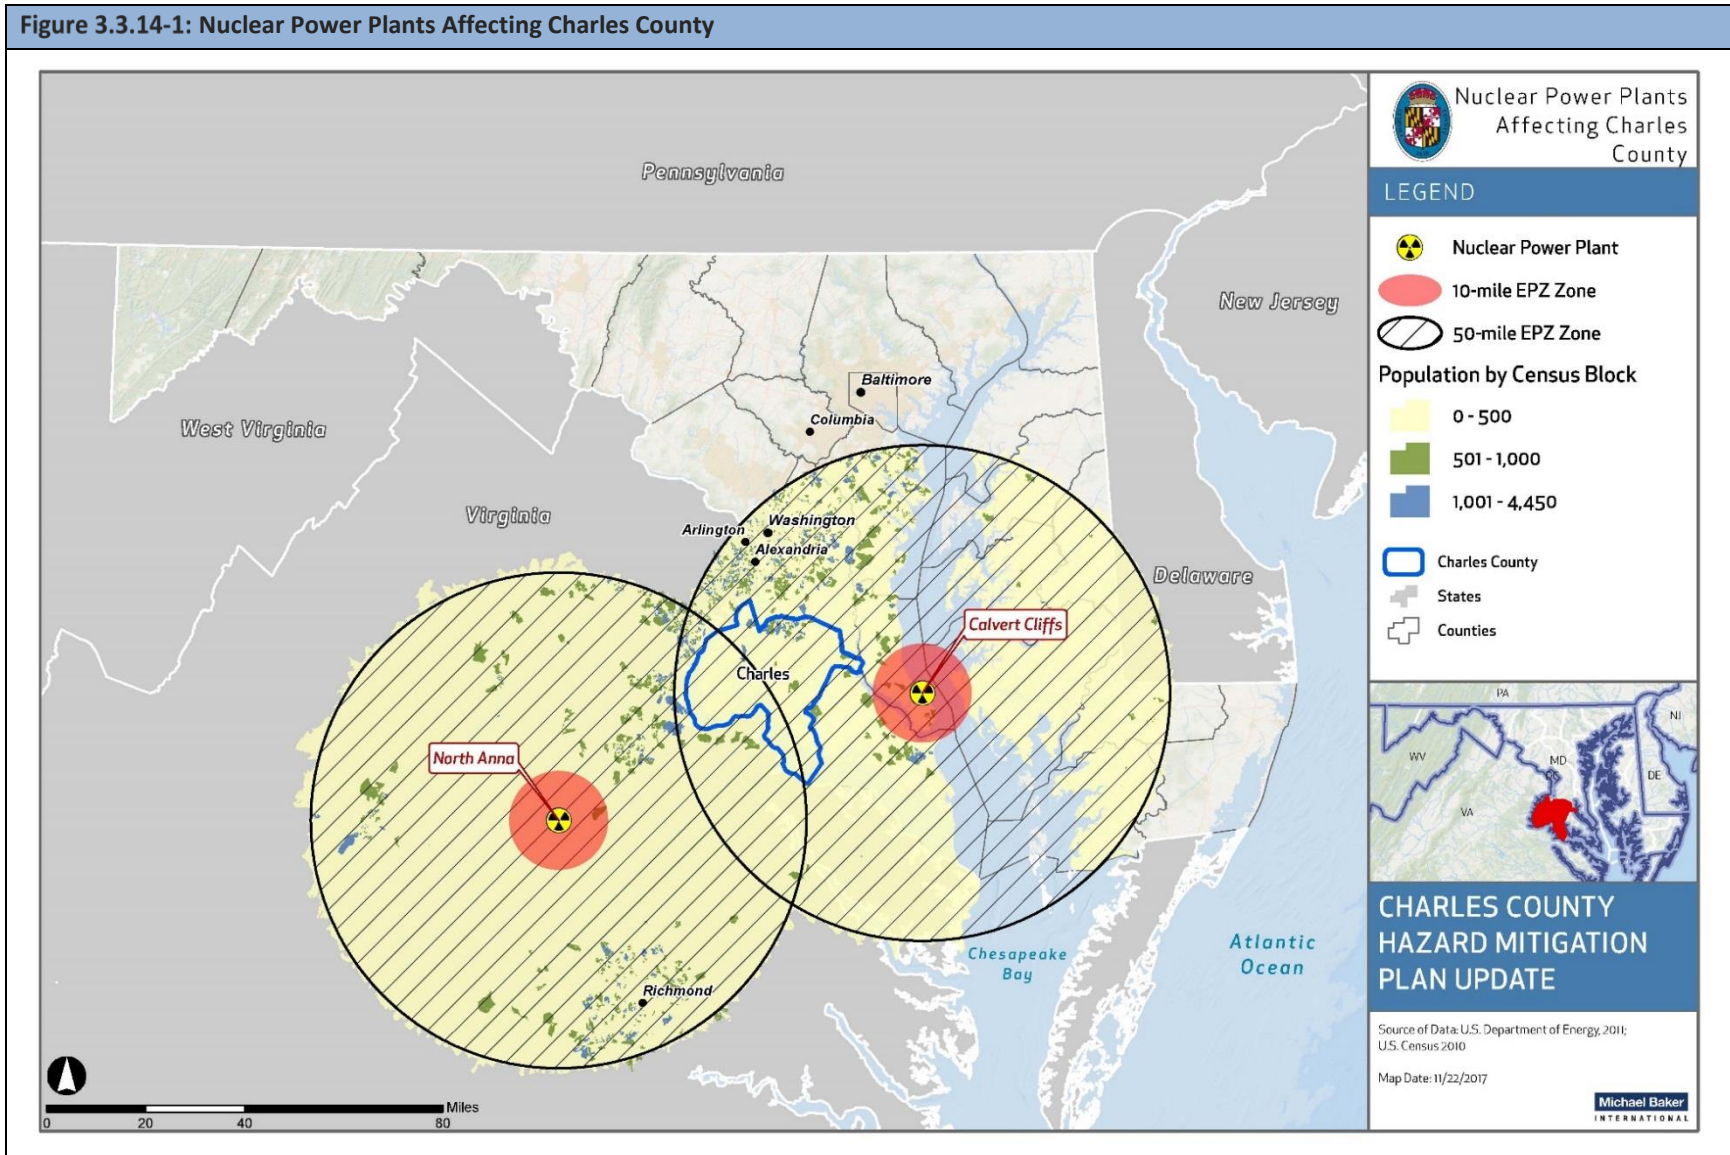 Figure 3.3.14-1: Nuclear Power Plants Affecting Charles County
Pennsylvania
New Jersey
West Virginia
Virginia
Delaware
Baltimore
Columbia
Washington
Arlington
Alexandria
Calvert Cliffs
Charles
North Anna
Richmond
Chesapeake
Bay
Atlantic
Ocean
Miles
0 20 40 80
Nuclear Power Plants
Affecting Charles
County
LEGEND
Nuclear Power Plant
10-mile EPZ Zone
50-mile EPZ Zone
Population by Census Block
0 - 500
501 - 1,000
1,001 - 4,450
Charles County
States
Counties
PA
NJ
WV
MD
DE
VA
CHARLES COUNTY
HAZARD MITIGATION
PLAN UPDATE
Source of Data: U.S. Department of Energy, 2011;
U.S. Census 2010
Map Date: 11/22/2017
Michael Baker
INTERNATIONAL